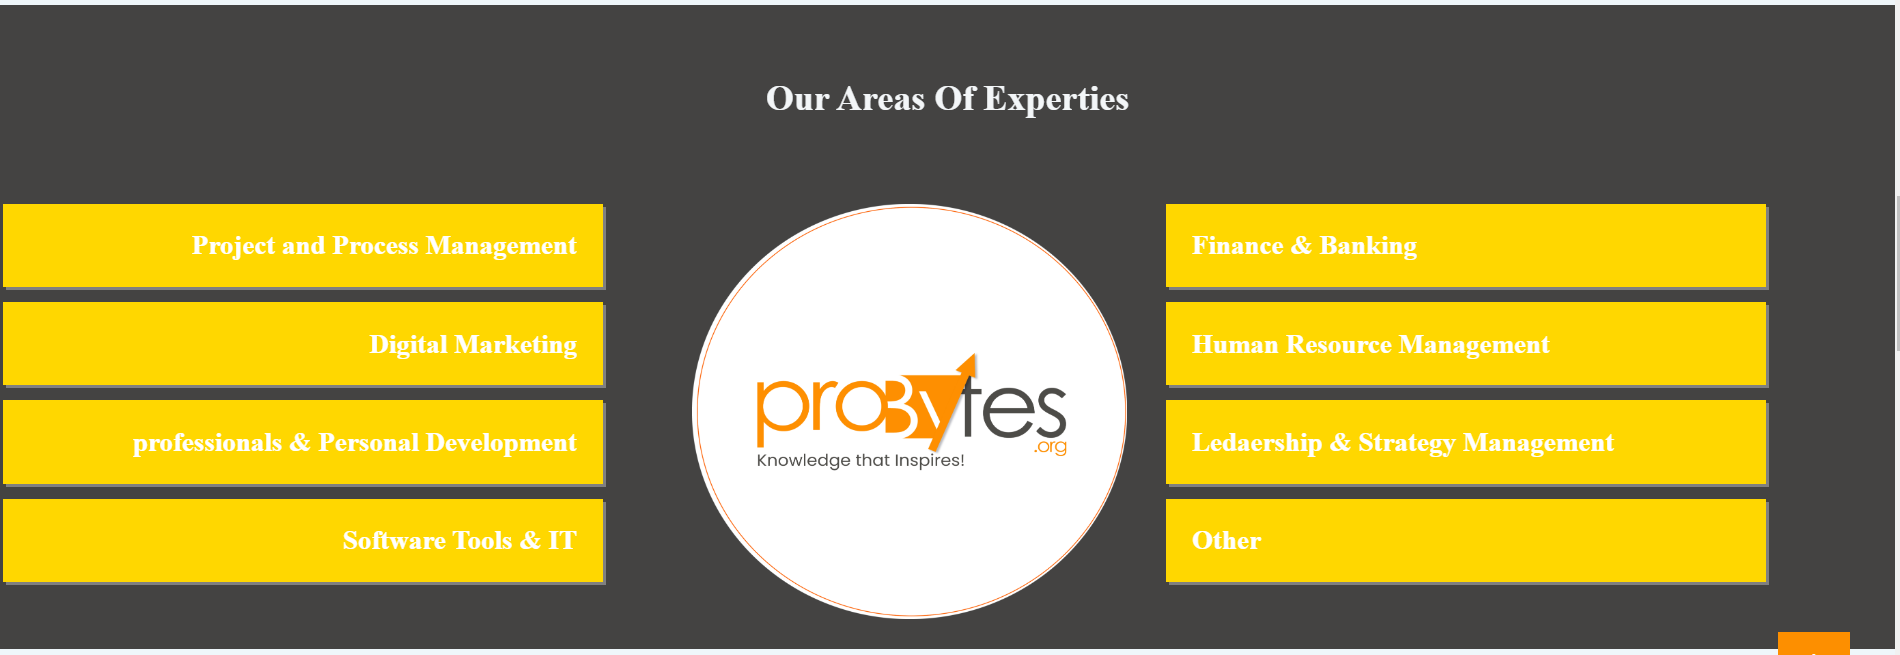 Our Areas Of Experties
Project and Process Management
Digital Marketing
professionals & Personal Development
Software Tools & IT
proBytes
.org
Knowledge that Inspires!
Finance & Banking
Human Resource Management
Ledaership & Strategy Management
Other